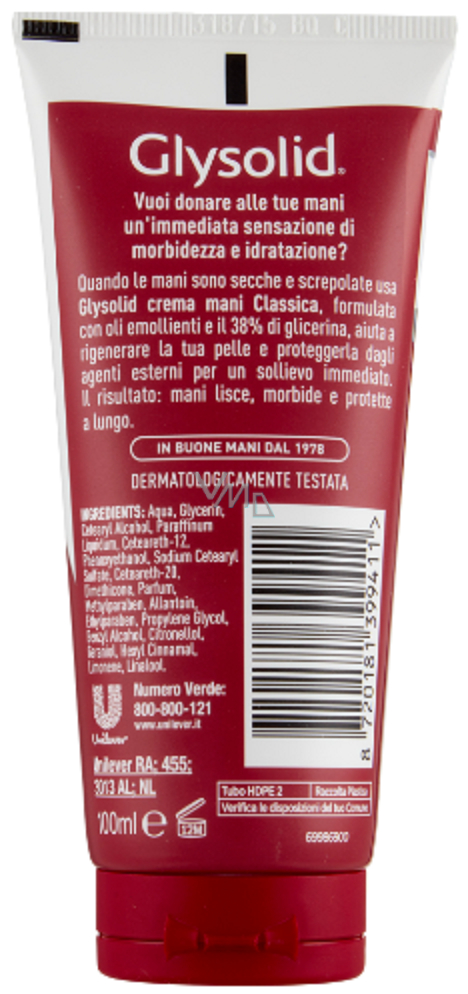 318715
Glysolid®
Vuoi donare alle tue mani
un'immediata sensazione di
morbidezza e idratazione?
Quando le mani sono secche e screpolate usa
Glysolid crema mani Classica, formulata
con oli emollienti e il 38% di glicerina, aiuta a
rigenerare la tua pelle e proteggerla dagli
agenti esterni per un sollievo immediato.
Il risultato: mani lisce, morbide e protette
a lungo.
IN BUONE MANI DAL 1978
DERMATOLOGICAMENTE TESTATA
INGREDIENTS: Aqua, Glycerin,
Cetearyl Alcohol, Paraffinum
Liquidum, Ceteareth-12,
Phenoxyethanol, Sodium Cetearyl
Sulfate, Ceteareth-20,
Dimethicone, Parfum,
Methylparaben, Allantoin,
Ethylparaben, Propylene Glycol,
Benzyl Alcohol, Citronellol,
Geraniol, Hexyl Cinnamal,
Limonene, Linalool.
8 720181 399411 >
Unilever
Numero Verde:
800-800-121
www.unilever.it
Unilever RA: 455:
3013 AL: NL
Tubo HDPE 2 Raccolta Plastica
Verifica le disposizioni del tuo Comune
100ml e 12M
69986900